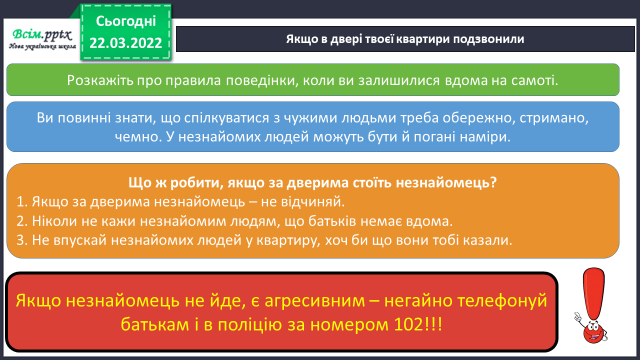 Всім.pptx
Нова українська школа
Сьогодні
22.03.2022
Якщо в двері твоєї квартири подзвонили
Розкажіть про правила поведінки, коли ви залишилися вдома на самоті.
Ви повинні знати, що спілкуватися з чужими людьми треба обережно, стримано,
чемно. У незнайомих людей можуть бути й погані наміри.
Що ж робити, якщо за дверима стоїть незнайомець?
1. Якщо за дверима незнайомець – не відчиняй.
2. Ніколи не кажи незнайомим людям, що батьків немає вдома.
3. Не впускай незнайомих людей у квартиру, хоч би що вони тобі казали.
Якщо незнайомець не йде, є агресивним – негайно телефонуй
батькам і в поліцію за номером 102!!!